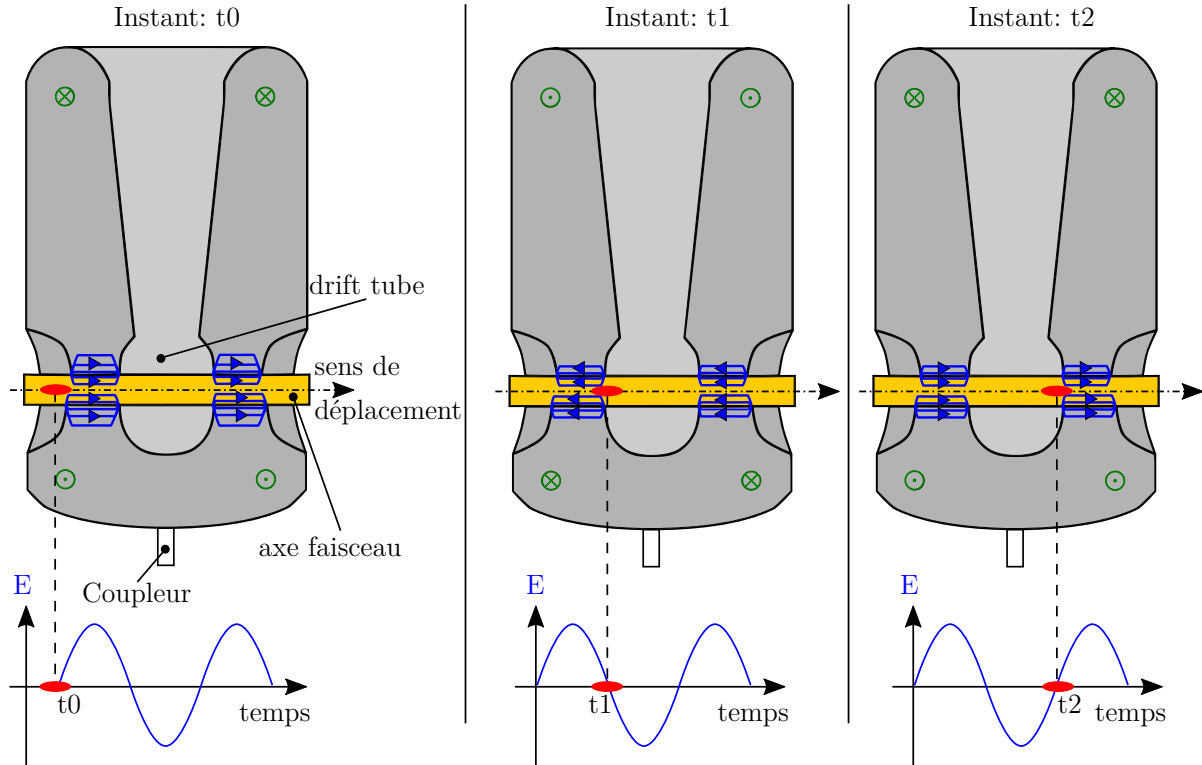 Instant: t0
Instant: t1
Instant: t2
drift tube
sens de
déplacement
axe faisceau
Coupleur
E
t0
temps
E
t1
temps
E
t2
temps